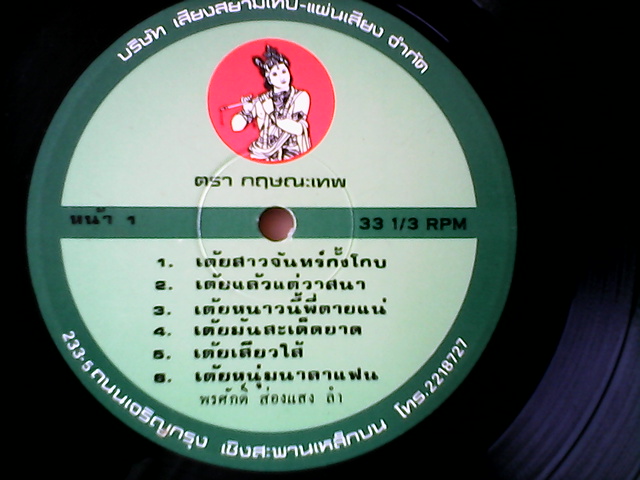 บริษัท เสียงสยามเทป-แผ่นเสียง จำกัด
ตรา กฤษณะเทพ
หน้า 1
33 1/3 RPM
1. เต้ยสาวจันทร์กั้งโกบ
2. เต้ยแล้วแต่วาสนา
3. เต้ยหนาวนี้พี่ตายแน่
4. เต้ยมันสะเด็ดยาด
5. เต้ยเสียวไส้
6. เต้ยหนุ่มนาลาแฟน
พรศักดิ์ ส่องแสง ลำ
233-5 ถนนเจริญกรุง เชิงสะพานเหล็กบน โทร.2218727